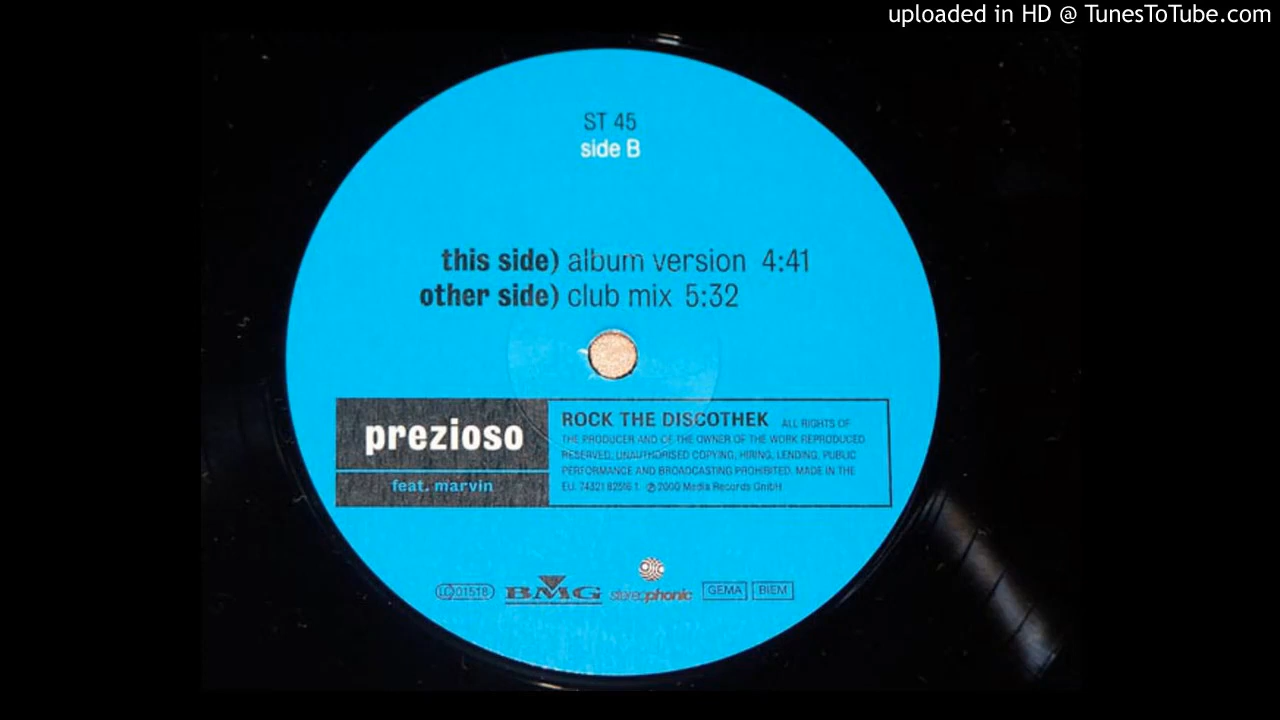 uploaded in HD @ TunesToTube.com
ST 45
side B
this side) album version 4:41
other side) club mix 5:32
prezioso
feat. marvin
ROCK THE DISCOTHEK ALL RIGHTS OF
THE PRODUCER AND OF THE OWNER OF THE WORK REPRODUCED
RESERVED. UNAUTHORISED COPYING, HIRING, LENDING, PUBLIC
PERFORMANCE AND BROADCASTING PROHIBITED. MADE IN THE
EU. 74321 82516 1. ℗ 2000 Media Records GmbH
LC 01518 BMG stereophonic GEMA BIEM